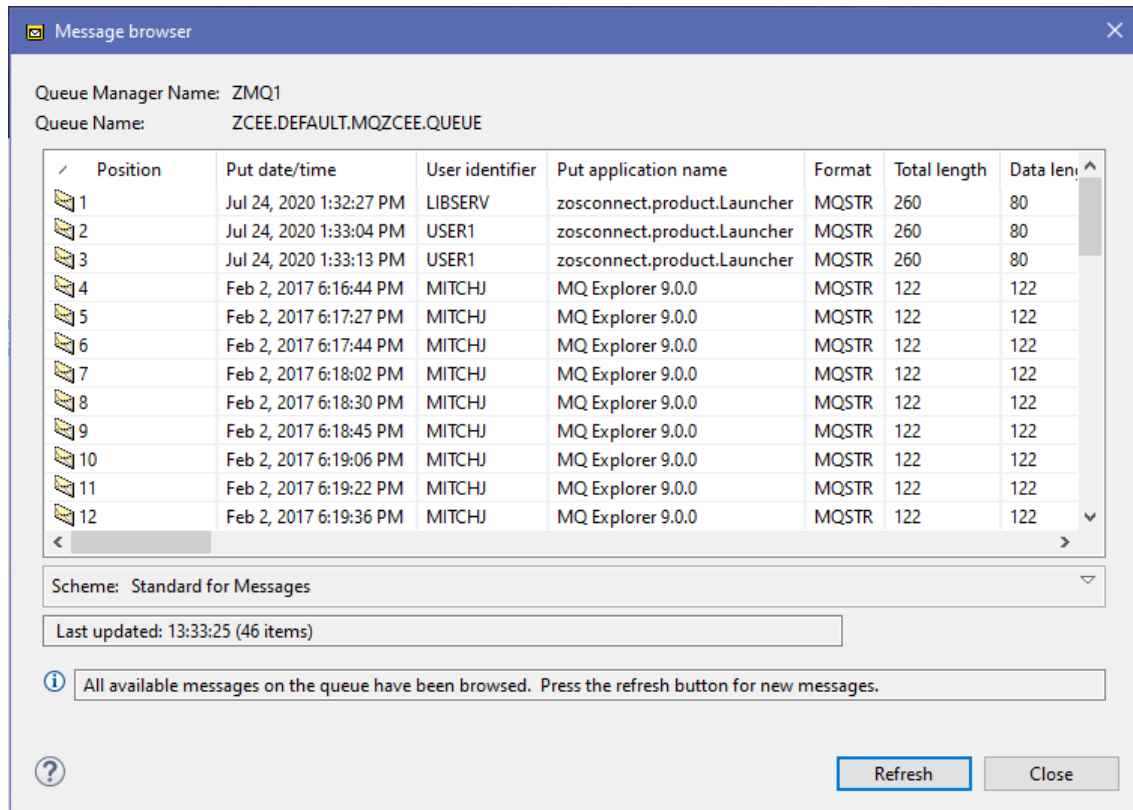 Message browser
Queue Manager Name: ZMQ1
Queue Name: ZCEE.DEFAULT.MQZCEE.QUEUE
Position Put date/time User identifier Put application name Format Total length Data len
1 Jul 24, 2020 1:32:27 PM LIBSERV zosconnect.product.Launcher MQSTR 260 80
2 Jul 24, 2020 1:33:04 PM USER1 zosconnect.product.Launcher MQSTR 260 80
3 Jul 24, 2020 1:33:13 PM USER1 zosconnect.product.Launcher MQSTR 260 80
4 Feb 2, 2017 6:16:44 PM MITCHJ MQ Explorer 9.0.0 MQSTR 122 122
5 Feb 2, 2017 6:17:27 PM MITCHJ MQ Explorer 9.0.0 MQSTR 122 122
6 Feb 2, 2017 6:17:44 PM MITCHJ MQ Explorer 9.0.0 MQSTR 122 122
7 Feb 2, 2017 6:18:02 PM MITCHJ MQ Explorer 9.0.0 MQSTR 122 122
8 Feb 2, 2017 6:18:30 PM MITCHJ MQ Explorer 9.0.0 MQSTR 122 122
9 Feb 2, 2017 6:18:45 PM MITCHJ MQ Explorer 9.0.0 MQSTR 122 122
10 Feb 2, 2017 6:19:06 PM MITCHJ MQ Explorer 9.0.0 MQSTR 122 122
11 Feb 2, 2017 6:19:22 PM MITCHJ MQ Explorer 9.0.0 MQSTR 122 122
12 Feb 2, 2017 6:19:36 PM MITCHJ MQ Explorer 9.0.0 MQSTR 122 122
Scheme: Standard for Messages
Last updated: 13:33:25 (46 items)
All available messages on the queue have been browsed. Press the refresh button for new messages.
Refresh Close